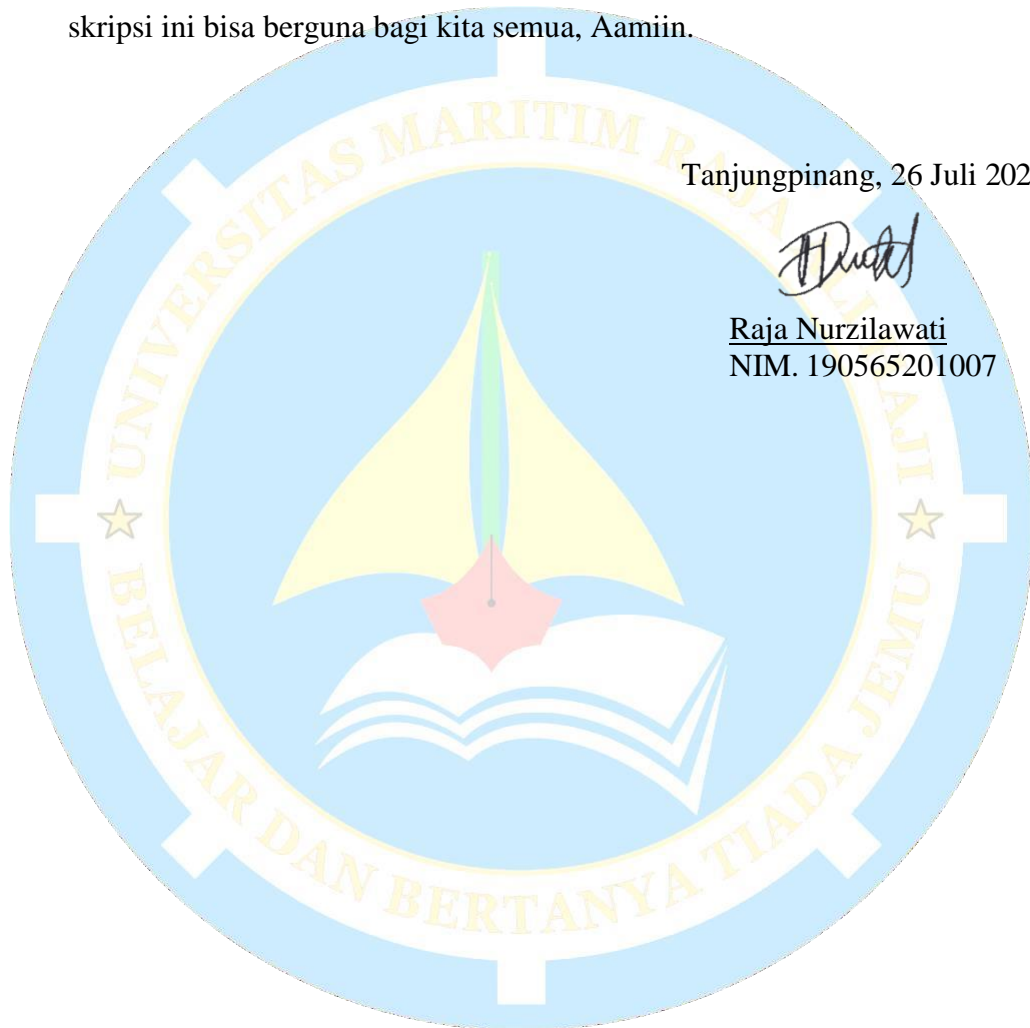 skripsi ini bisa berguna bagi kita semua, Aamiin.
UNIVERSITAS MARITIM RAJA ALI HAJI
Tanjungpinang, 26 Juli 202
Raja Nurzilawati
NIM. 190565201007
BELAJAR DAN BERTANYA TIADA JEMU